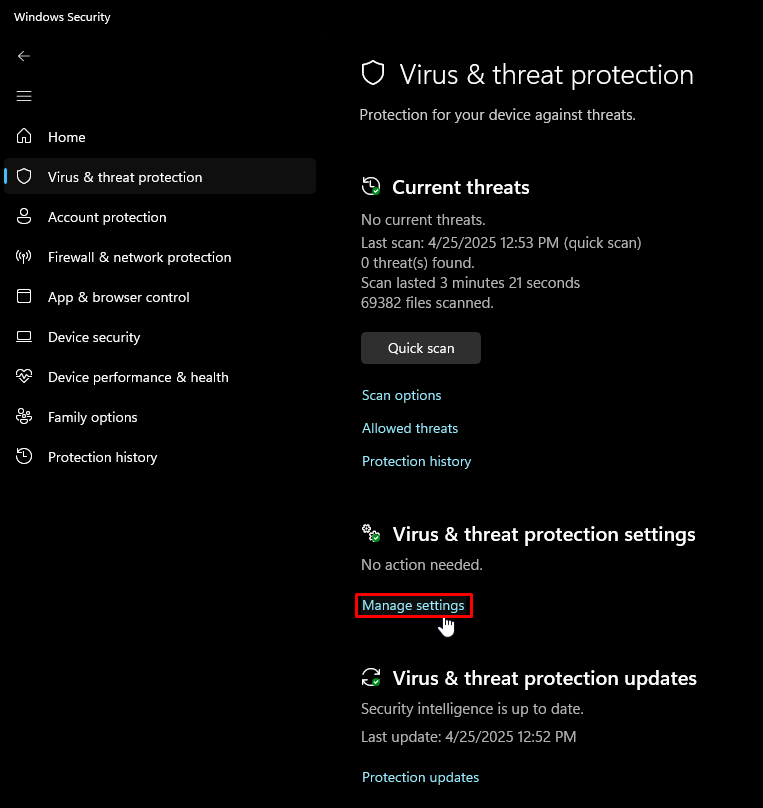 Windows Security
Home
Virus & threat protection
Account protection
Firewall & network protection
App & browser control
Device security
Device performance & health
Family options
Protection history
Virus & threat protection
Protection for your device against threats.
Current threats
No current threats.
Last scan: 4/25/2025 12:53 PM (quick scan)
0 threat(s) found.
Scan lasted 3 minutes 21 seconds
69382 files scanned.
Quick scan
Scan options
Allowed threats
Protection history
Virus & threat protection settings
No action needed.
Manage settings
Virus & threat protection updates
Security intelligence is up to date.
Last update: 4/25/2025 12:52 PM
Protection updates